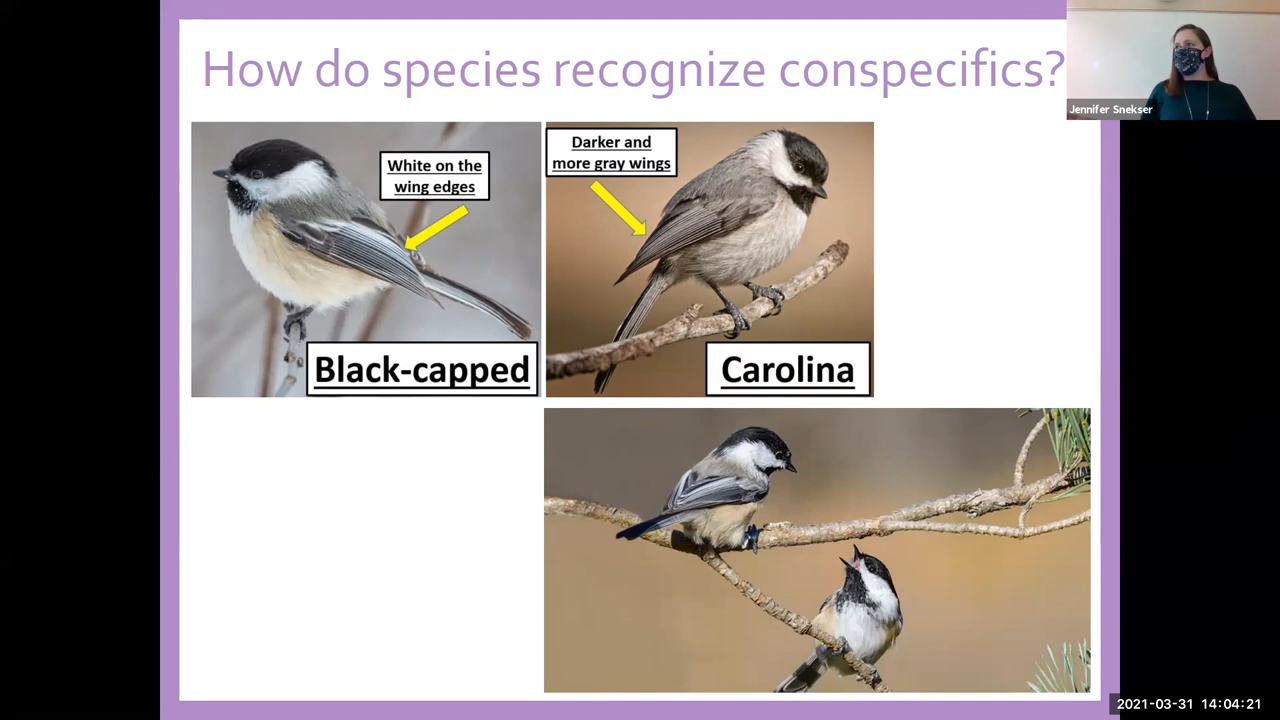 How do species recognize conspecifics?
Jennifer Snekser
White on the
wing edges
Darker and
more gray wings
Black-capped
Carolina
2021-03-31 14:04:21